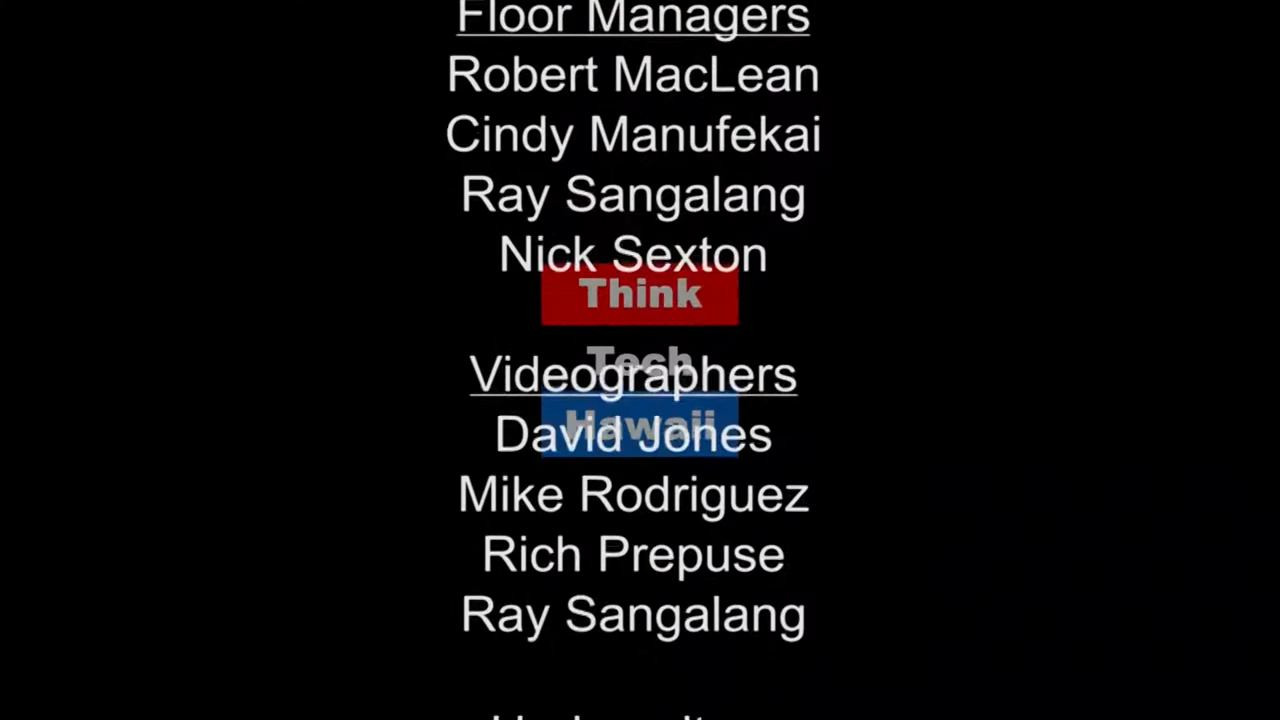 Floor Managers
Robert MacLean
Cindy Manufekai
Ray Sangalang
Nick Sexton
Think
Tech
Videographers
Hawaii
David Jones
Mike Rodriguez
Rich Prepuse
Ray Sangalang